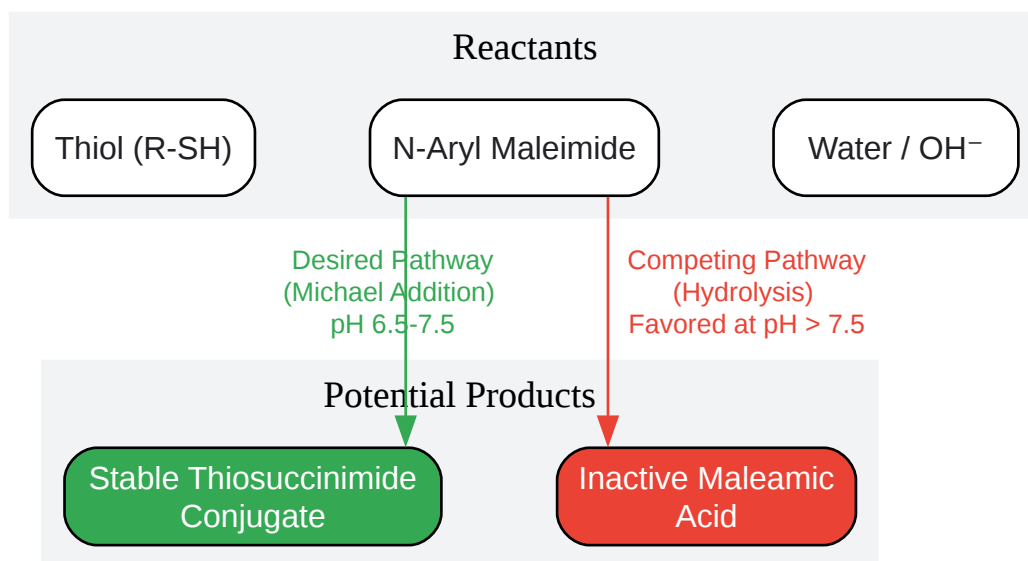 Reactants
Thiol (R-SH)
N-Aryl Maleimide
Water / OH⁻
Desired Pathway
(Michael Addition)
pH 6.5-7.5
Competing Pathway
(Hydrolysis)
Favored at pH > 7.5
Potential Products
Stable Thiosuccinimide
Conjugate
Inactive Maleamic
Acid